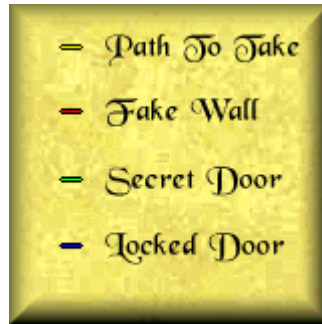 Path To Take
Fake Wall
Secret Door
Locked Door